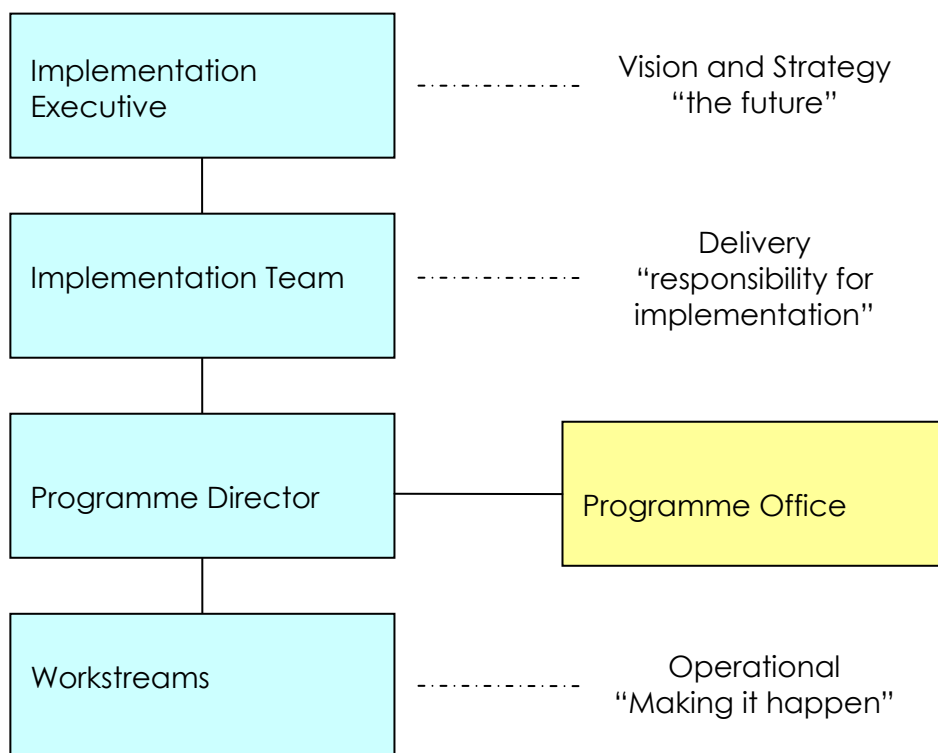 Implementation
Executive
Vision and Strategy
“the future”
Implementation Team
Delivery
“responsibility for
implementation”
Programme Director
Programme Office
Workstreams
Operational
“Making it happen”